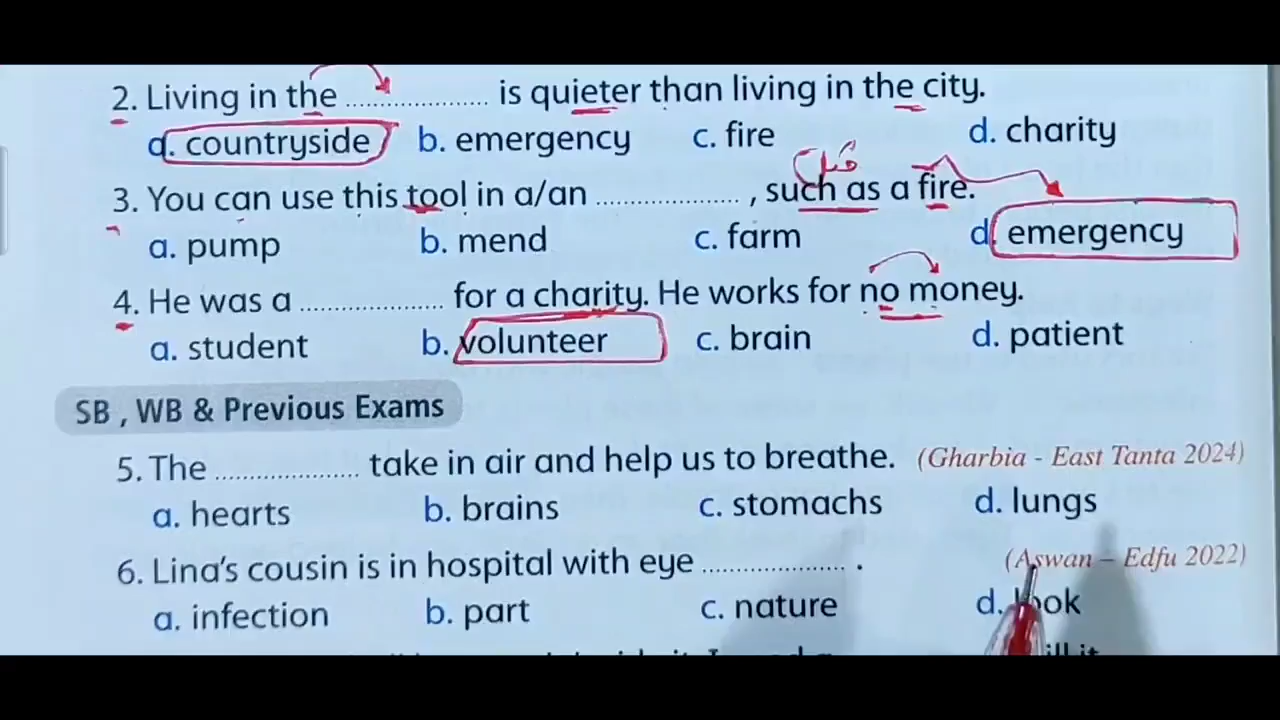 2. Living in the .................... is quieter than living in the city.
a. countryside b. emergency c. fire d. charity
مثل
3. You can use this tool in a/an .................... , such as a fire.
a. pump b. mend c. farm d. emergency
4. He was a .................... for a charity. He works for no money.
a. student b. volunteer c. brain d. patient
SB , WB & Previous Exams
5. The .................... take in air and help us to breathe. (Gharbia - East Tanta 2024)
a. hearts b. brains c. stomachs d. lungs
6. Lina's cousin is in hospital with eye .................... . (Aswan – Edfu 2022)
a. infection b. part c. nature d. look